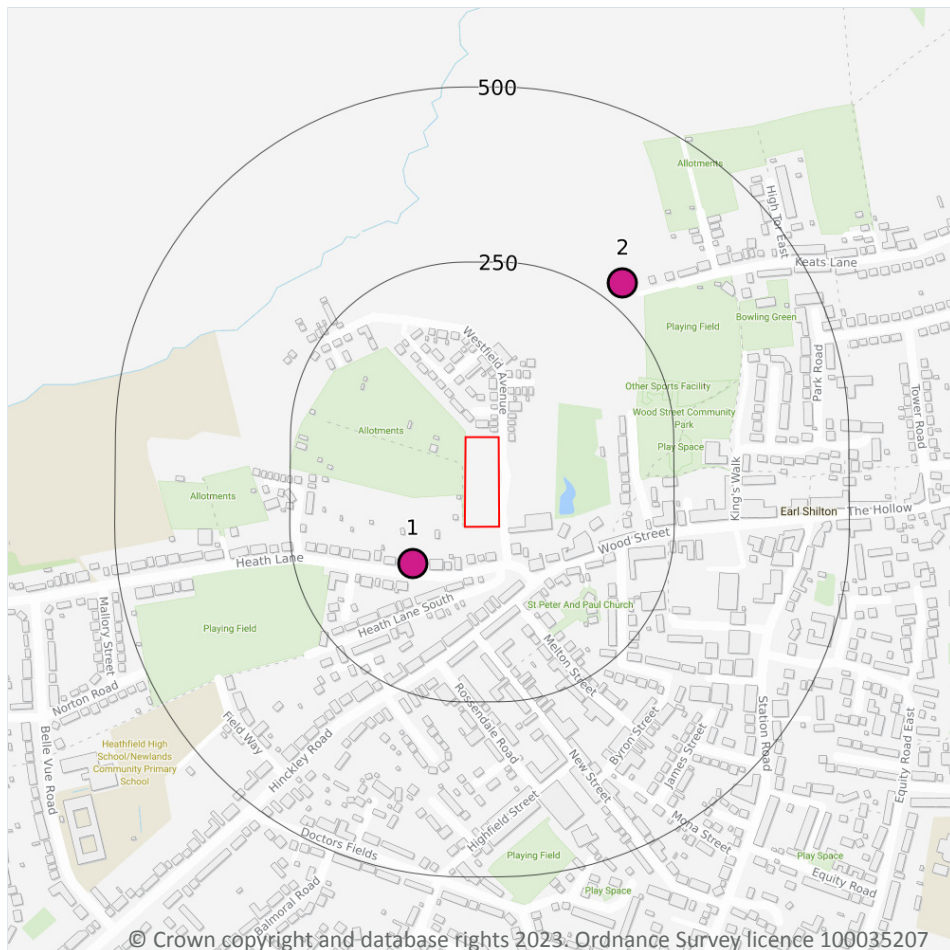 500
Allotments
High Tor East
2
Keats Lane
250
Bowling Green
Playing Field
Westfield Avenue
Park Road
Other Sports Facility
Tower Road
Wood Street Community
Park
Allotments
Play Space
King's Walk
Allotments
Earl Shilton
The Hollow
1
Wood Street
Heath Lane
Mallory Street
Heath Lane South
St Peter And Paul Church
Playing Field
Melton Street
Norton Road
Rossendale Road
Station Road
Field Way
Byron Street
Equity Road East
Belle Vue Road
Heathfield High
School/Newlands
Community Primary
School
Hinckley Road
James Street
New Street
Highfield Street
Mona Street
Doctors Fields
Playing Field
Play Space
Equity Road
Balmoral Road
Play Space
© Crown copyright and database rights 2023. Ordnance Survey licence 100035207